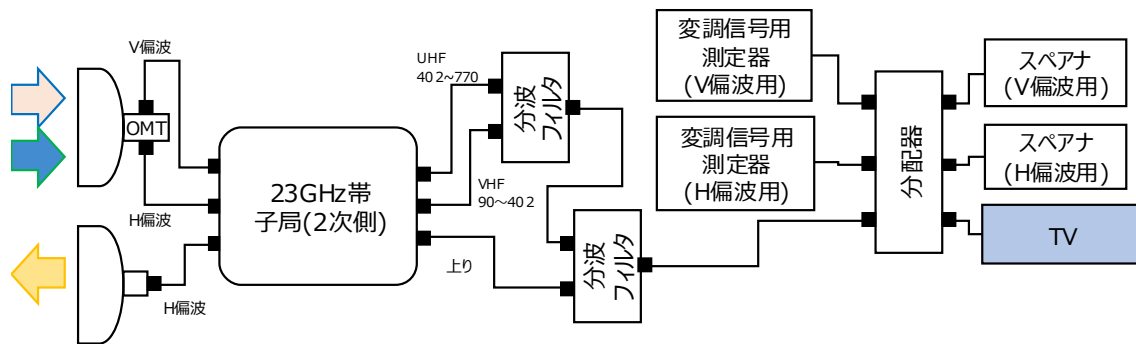 V偏波
OMT
H偏波
H偏波
23GHz帯
子局(2次側)
UHF
402~770
VHF
90～402
上り
分波
フィルタ
分波
フィルタ
変調信号用
測定器
(V偏波用)
変調信号用
測定器
(H偏波用)
分配器
スペアナ
(V偏波用)
スペアナ
(H偏波用)
TV